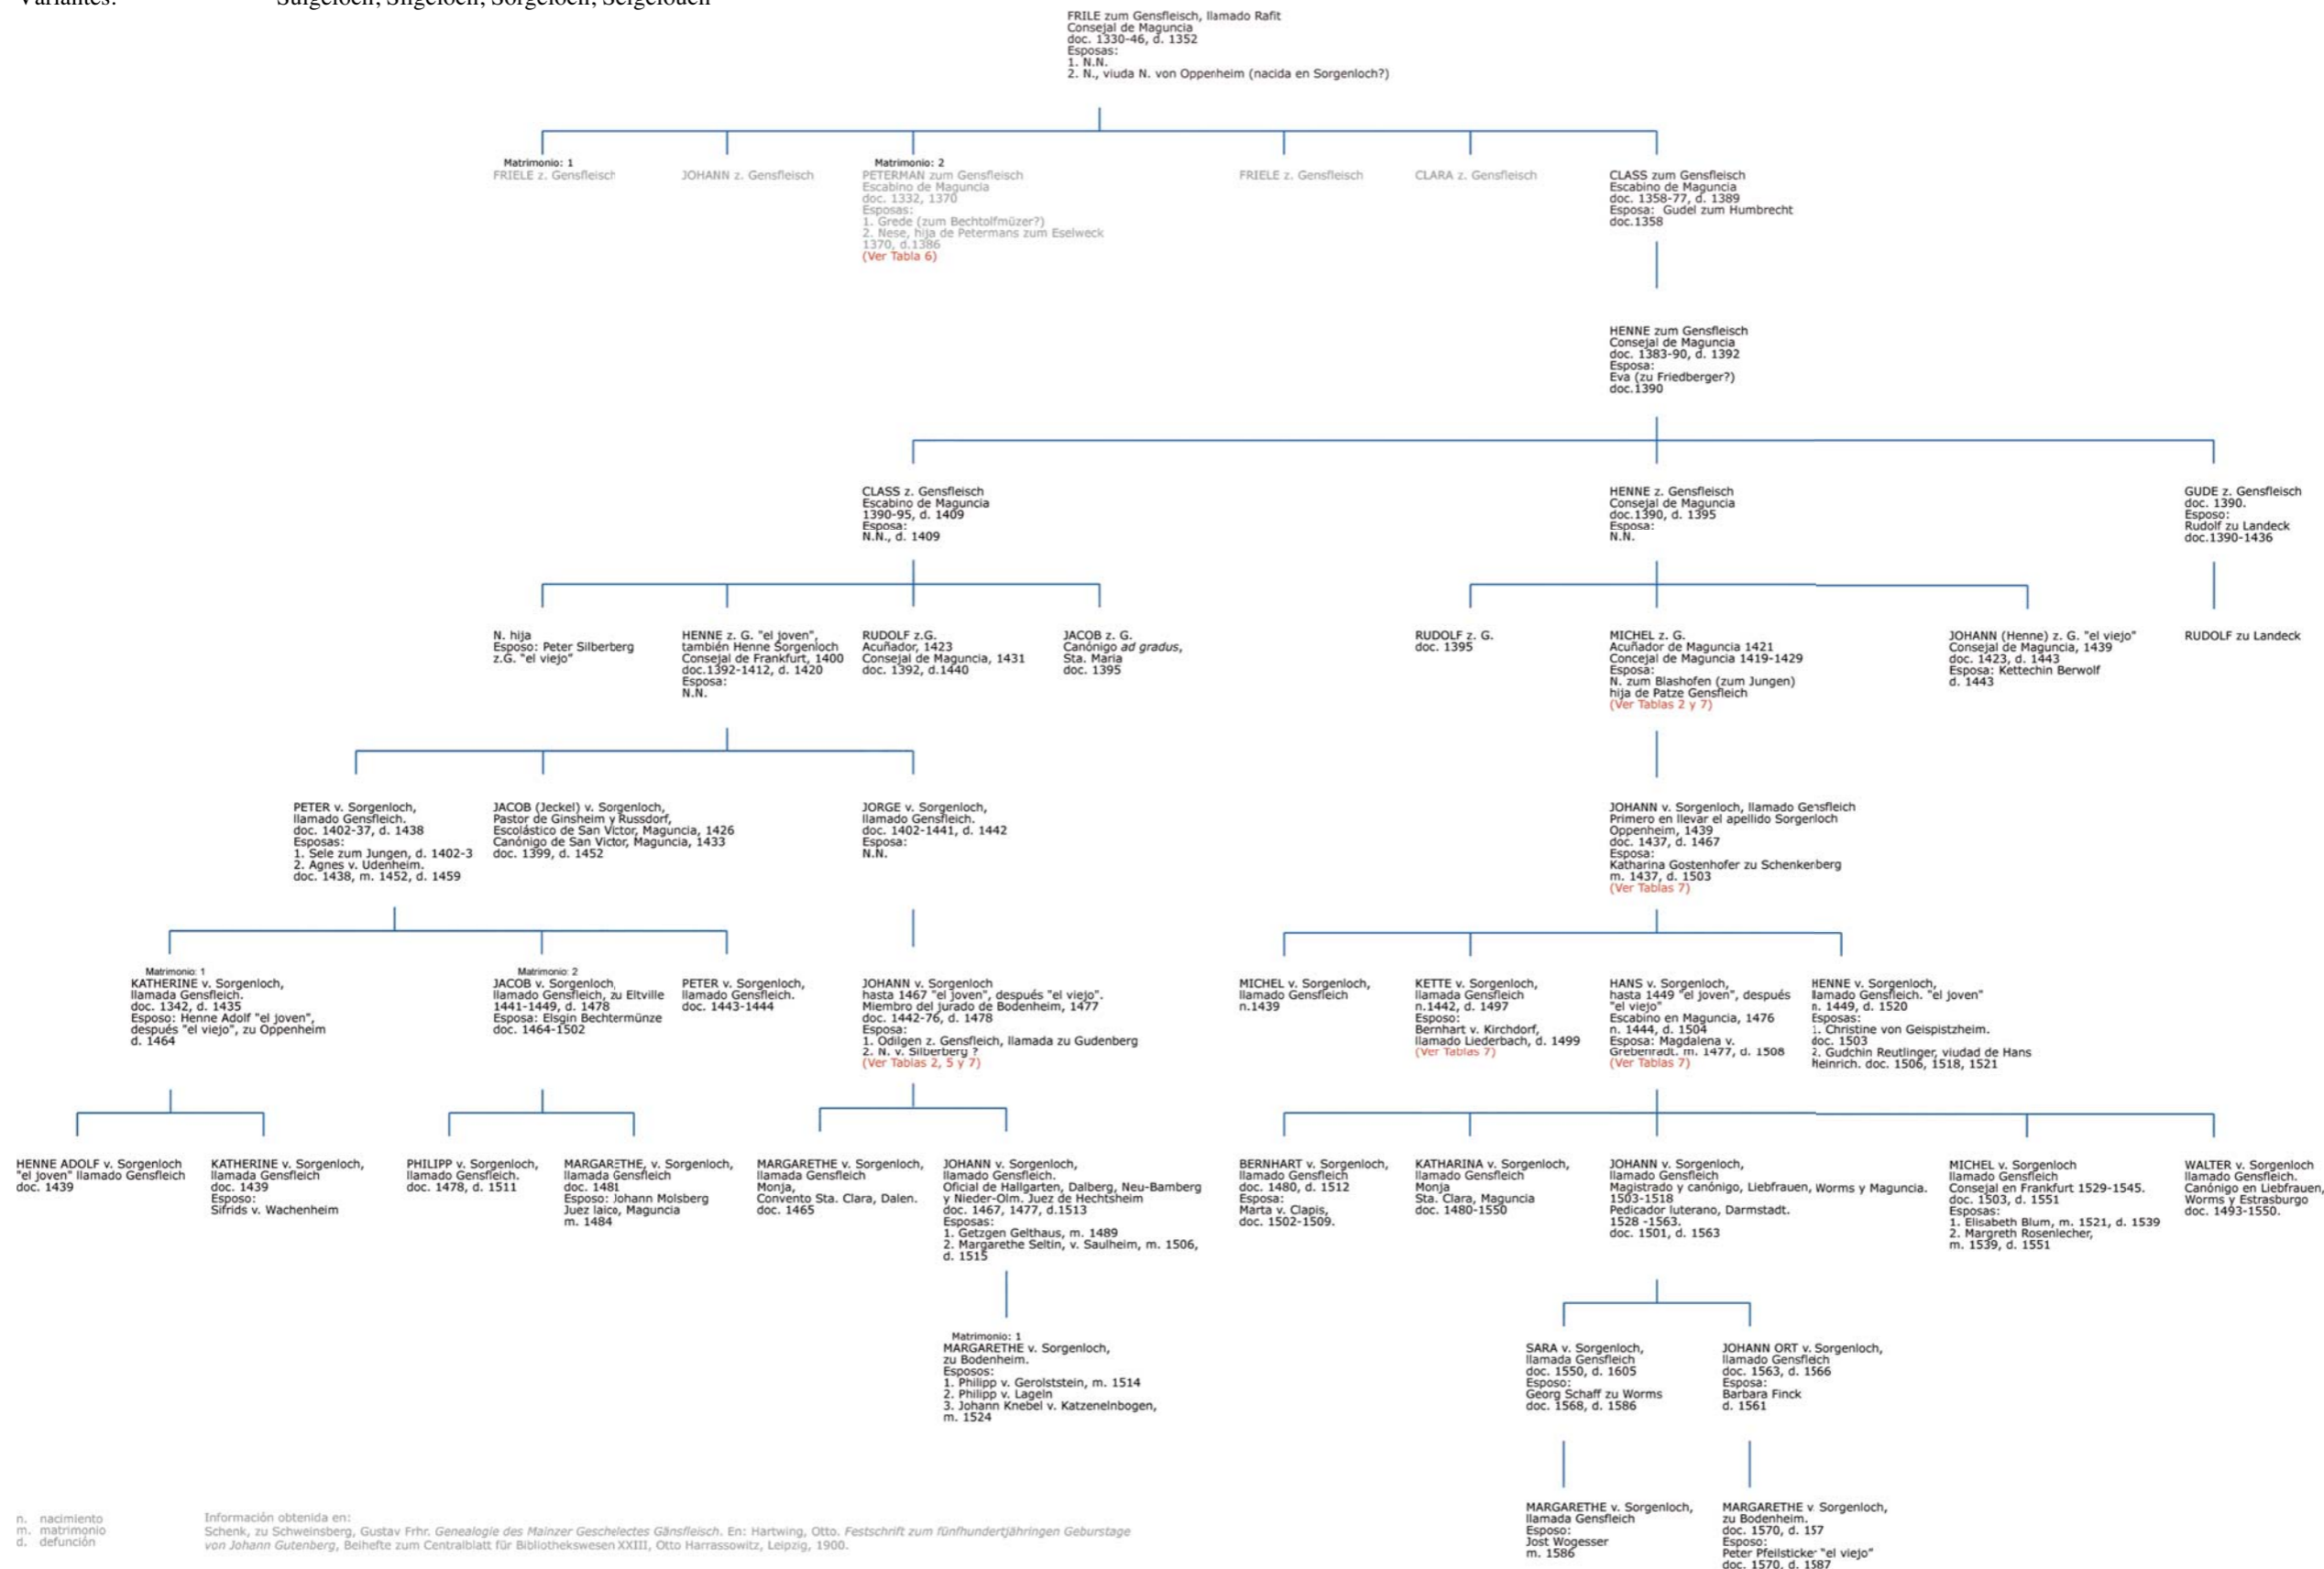 Variantes: Sulgeloch, Silgeloch, Sorgeloch, Selgelouch
FRILE zum Gensfleisch, llamado Rafit
Consejal de Maguncia
doc. 1330-46, d. 1352
Esposas:
1. N.N.
2. N., viuda N. von Oppenheim (nacida en Sorgenloch?)
Matrimonio: 1
FRIELE z. Gensfleisch
JOHANN z. Gensfleisch
Matrimonio: 2
PETERMAN zum Gensfleisch
Escabino de Maguncia
doc. 1332, 1370
Esposas:
1. Grede (zum Bechtolfmüzer?)
2. Nese, hija de Petermans zum Eselweck
1370, d.1386
(Ver Tabla 6)
FRIELE z. Gensfleisch
CLARA z. Gensfleisch
CLASS zum Gensfleisch
Escabino de Maguncia
doc. 1358-77, d. 1389
Esposa: Gudel zum Humbrecht
doc.1358
HENNE zum Gensfleisch
Consejal de Maguncia
doc. 1383-90, d. 1392
Esposa:
Eva (zu Friedberger?)
doc.1390
CLASS z. Gensfleisch
Escabino de Maguncia
1390-95, d. 1409
Esposa:
N.N., d. 1409
HENNE z. Gensfleisch
Consejal de Maguncia
doc.1390, d. 1395
Esposa:
N.N.
GUDE z. Gensfleisch
doc. 1390.
Esposo:
Rudolf zu Landeck
doc.1390-1436
N. hija
Esposo: Peter Silberberg
z.G. "el viejo"
HENNE z. G. "el joven",
también Henne Sorgenloch
Consejal de Frankfurt, 1400
doc.1392-1412, d. 1420
Esposa:
N.N.
RUDOLF z.G.
Acuñador, 1423
Consejal de Maguncia, 1431
doc. 1392, d.1440
JACOB z. G.
Canónigo ad gradus,
Sta. Maria
doc. 1395
RUDOLF z. G.
doc. 1395
MICHEL z. G.
Acuñador de Maguncia 1421
Concejal de Maguncia 1419-1429
Esposa:
N. zum Blashofen (zum Jungen)
hija de Patze Gensfleich
(Ver Tablas 2 y 7)
JOHANN (Henne) z. G. "el viejo"
Consejal de Maguncia, 1439
doc. 1423, d. 1443
Esposa: Kettechin Berwolf
d. 1443
RUDOLF zu Landeck
PETER v. Sorgenloch,
llamado Gensfleich.
doc. 1402-37, d. 1438
Esposas:
1. Sele zum Jungen, d. 1402-3
2. Agnes v. Udenheim.
doc. 1438, m. 1452, d. 1459
JACOB (Jeckel) v. Sorgenloch,
Pastor de Ginsheim y Russdorf,
Escolástico de San Victor, Maguncia, 1426
Canónigo de San Victor, Maguncia, 1433
doc. 1399, d. 1452
JORGE v. Sorgenloch,
llamado Gensfleich.
doc. 1402-1441, d. 1442
Esposa:
N.N.
JOHANN v. Sorgenloch, llamado Gensfleich
Primero en llevar el apellido Sorgenloch
Oppenheim, 1439
doc. 1437, d. 1467
Esposa:
Katharina Gostenhofer zu Schenkenberg
m. 1437, d. 1503
(Ver Tablas 7)
Matrimonio: 1
KATHERINE v. Sorgenloch,
llamada Gensfleich.
doc. 1342, d. 1435
Esposo: Henne Adolf "el joven",
después "el viejo", zu Oppenheim
d. 1464
Matrimonio: 2
JACOB v. Sorgenloch,
llamado Gensfleich, zu Eltville
1441-1449, d. 1478
Esposa: Elsgin Bechtermünze
doc. 1464-1502
PETER v. Sorgenloch,
llamado Gensfleich.
doc. 1443-1444
JOHANN v. Sorgenloch
hasta 1467 "el joven", después "el viejo".
Miembro del jurado de Bodenheim, 1477
doc. 1442-76, d. 1478
Esposa:
1. Odilgen z. Gensfleich, llamada zu Gudenberg
2. N. v. Silberberg ?
(Ver Tablas 2, 5 y 7)
MICHEL v. Sorgenloch,
llamado Gensfleich
n.1439
KETTE v. Sorgenloch,
llamada Gensfleich
n.1442, d. 1497
Esposo:
Bernhart v. Kirchdorf,
llamado Liederbach, d. 1499
(Ver Tablas 7)
HANS v. Sorgenloch,
hasta 1449 "el joven", después
"el viejo"
Escabino en Maguncia, 1476
n. 1444, d. 1504
Esposa: Magdalena v.
Grebenradt. m. 1477, d. 1508
(Ver Tablas 7)
HENNE v. Sorgenloch,
llamado Gensfleich. "el joven"
n. 1449, d. 1520
Esposas:
1. Christine von Geispistzheim.
doc. 1503
2. Gudchin Reutlinger, viudad de Hans
Heinrich. doc. 1506, 1518, 1521
HENNE ADOLF v. Sorgenloch
"el joven" llamado Gensfleich
doc. 1439
KATHERINE v. Sorgenloch,
llamada Gensfleich
doc. 1439
Esposo:
Sifrids v. Wachenheim
PHILIPP v. Sorgenloch,
llamado Gensfleich.
doc. 1478, d. 1511
MARGARETHE, v. Sorgenloch,
llamada Gensfleich
doc. 1481
Esposo: Johann Molsberg
Juez laico, Maguncia
m. 1484
MARGARETHE v. Sorgenloch,
llamada Gensfleich
Monja,
Convento Sta. Clara, Dalen.
doc. 1465
JOHANN v. Sorgenloch,
llamado Gensfleich.
Oficial de Hallgarten, Dalberg, Neu-Bamberg
y Nieder-Olm. Juez de Hechtsheim
doc. 1467, 1477, d.1513
Esposas:
1. Getzgen Gelthaus, m. 1489
2. Margarethe Seltin, v. Saulheim, m. 1506,
d. 1515
BERNHART v. Sorgenloch,
llamado Gensfleich
doc. 1480, d. 1512
Esposa:
Marta v. Clapis,
doc. 1502-1509.
KATHARINA v. Sorgenloch,
llamado Gensfleich
Monja
Sta. Clara, Maguncia
doc. 1480-1550
JOHANN v. Sorgenloch,
llamado Gensfleich
Magistrado y canónigo, Liebfrauen, Worms y Maguncia.
1503-1518
Pedicador luterano, Darmstadt.
1528 -1563.
doc. 1501, d. 1563
MICHEL v. Sorgenloch
llamado Gensfleich
Consejal en Frankfurt 1529-1545.
doc. 1503, d. 1551
Esposas:
1. Elisabeth Blum, m. 1521, d. 1539
2. Margreth Rosenlecher,
m. 1539, d. 1551
WALTER v. Sorgenloch
llamado Gensfleich.
Canónigo en Liebfrauen,
Worms y Estrasburgo
doc. 1493-1550.
Matrimonio: 1
MARGARETHE v. Sorgenloch,
zu Bodenheim.
Esposos:
1. Philipp v. Gerolststein, m. 1514
2. Philipp v. Lageln
3. Johann Knebel v. Katzenelnbogen,
m. 1524
SARA v. Sorgenloch,
llamada Gensfleich
doc. 1550, d. 1605
Esposo:
Georg Schaff zu Worms
doc. 1568, d. 1586
JOHANN ORT v. Sorgenloch,
llamado Gensfleich
doc. 1563, d. 1566
Esposa:
Barbara Finck
d. 1561
MARGARETHE v. Sorgenloch,
llamada Gensfleich
Esposo:
Jost Wogesser
m. 1586
MARGARETHE v. Sorgenloch,
zu Bodenheim.
doc. 1570, d. 157
Esposo:
Peter Pfeilsticker "el viejo"
doc. 1570, d. 1587
n. nacimiento
m. matrimonio
d. defunción
Información obtenida en:
Schenk, zu Schweinsberg, Gustav Frhr. Genealogie des Mainzer Geschelectes Gänsfleisch. En: Hartwing, Otto. Festschrift zum fünfhundertjähringen Geburstage
von Johann Gutenberg, Beihefte zum Centralblatt für Bibliothekswesen XXIII, Otto Harrassowitz, Leipzig, 1900.